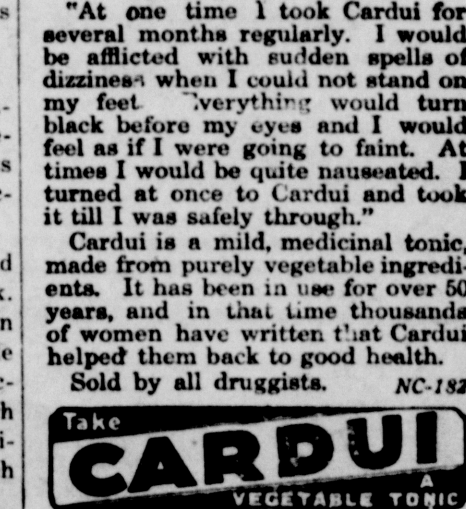 "At one time I took Cardui for
several months regularly. I would
be afflicted with sudden spells of
dizziness when I could not stand on
my feet. Everything would turn
black before my eyes and I would
feel as if I were going to faint. At
times I would be quite nauseated. I
turned at once to Cardui and took
it till I was safely through."
Cardui is a mild, medicinal tonic,
made from purely vegetable ingredi-
ents. It has been in use for over 50
years, and in that time thousands
of women have written that Cardui
helped them back to good health.
Sold by all druggists. NC-182
Take
CARDUI
A
VEGETABLE TONIC